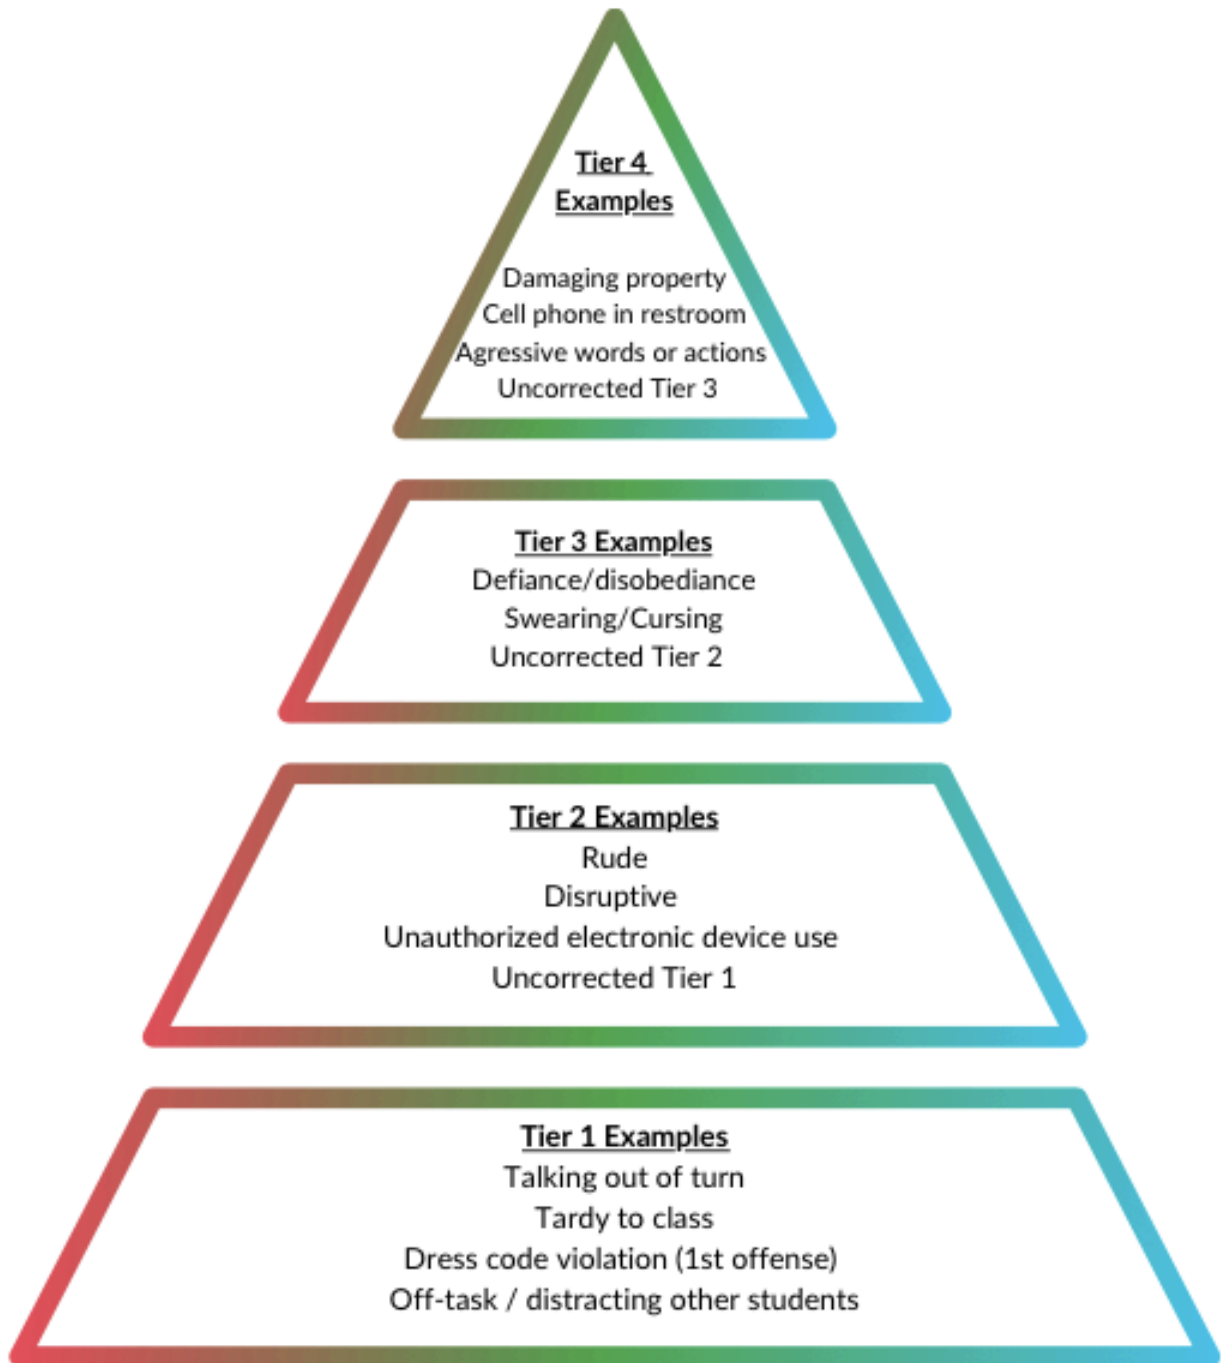 Tier 4
Examples
Damaging property
Cell phone in restroom
Agressive words or actions
Uncorrected Tier 3
Tier 3 Examples
Defiance/disobediance
Swearing/Cursing
Uncorrected Tier 2
Tier 2 Examples
Rude
Disruptive
Unauthorized electronic device use
Uncorrected Tier 1
Tier 1 Examples
Talking out of turn
Tardy to class
Dress code violation (1st offense)
Off-task / distracting other students